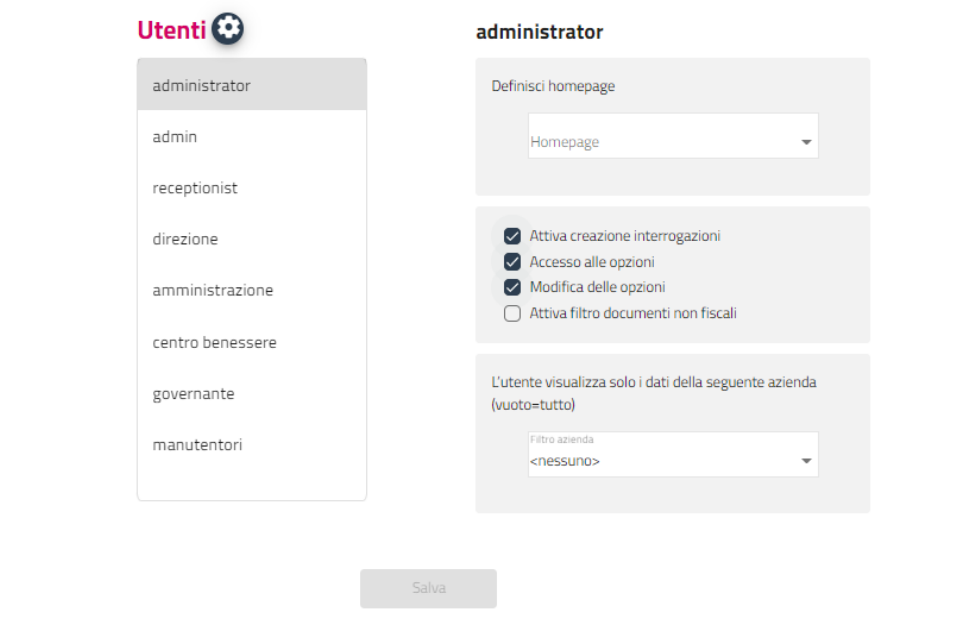 Utenti
administrator
admin
receptionist
direzione
amministrazione
centro benessere
governante
manutentori
administrator
Definisci homepage
Homepage
Attiva creazione interrogazioni
Accesso alle opzioni
Modifica delle opzioni
Attiva filtro documenti non fiscali
L'utente visualizza solo i dati della seguente azienda
(vuoto=tutto)
Filtro azienda
<nessuno>
Salva